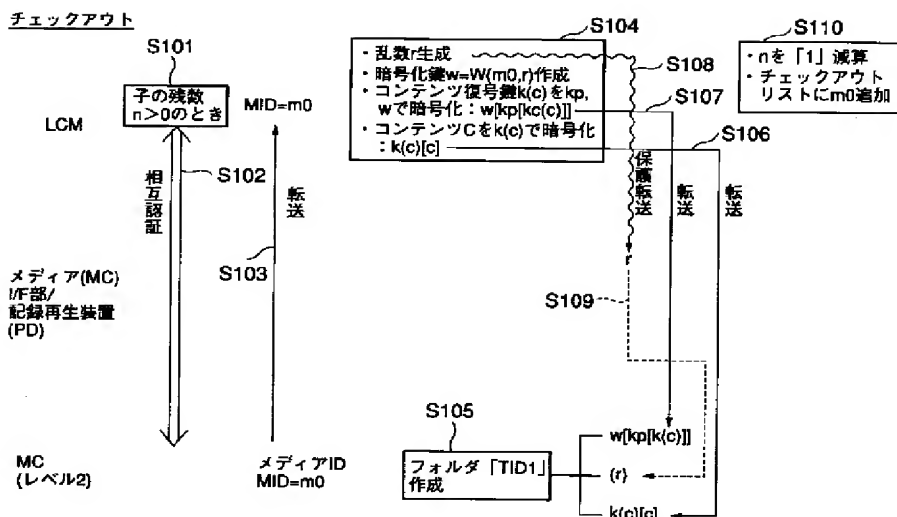 チェックアウト
S101
子の残数
n＞0のとき
LCM
MID=m0
S102
相互認証
転送
S103
S104
・乱数r生成
・暗号化鍵w=W(m0,r)作成
・コンテンツ復号鍵k(c)をkp,
wで暗号化：w[kp[kc(c)]]
・コンテンツCをk(c)で暗号化
：k(c)[c]
S108
S107
S106
S110
・nを「1」減算
・チェックアウト
リストにm0追加
保護転送
転送
転送
r
S109
メディア(MC)
I/F部/
記録再生装置
(PD)
MC
(レベル2)
メディアID
MID=m0
S105
フォルダ「TID1」
作成
w[kp[k(c)]]
(r)
k(c)[c]